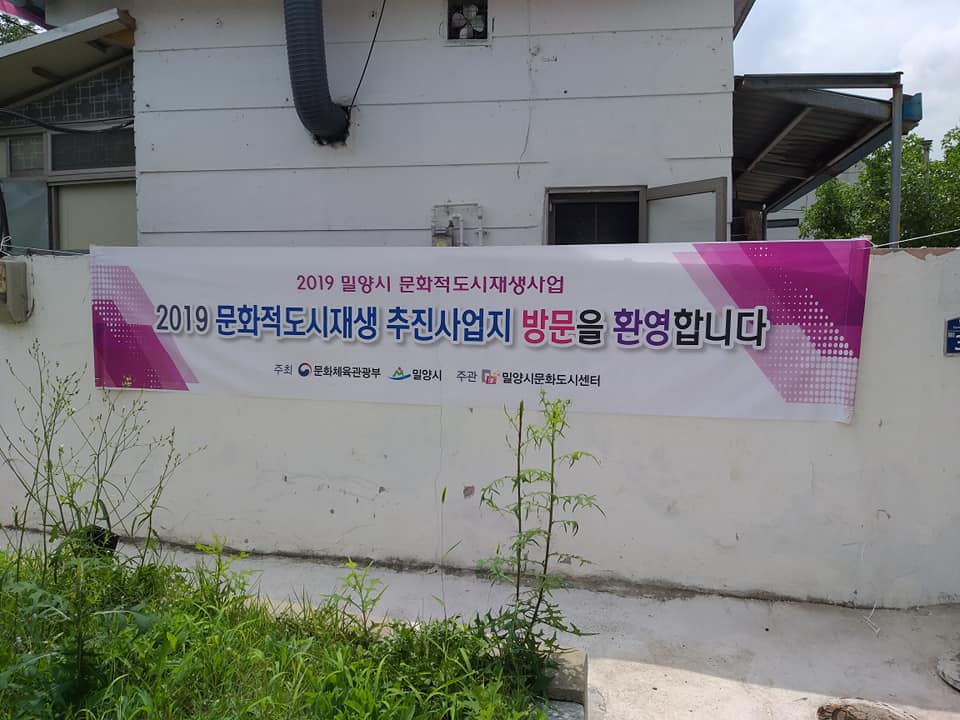 2019 밀양시 문화적도시재생사업
2019 문화적도시재생 추진사업지 방문을 환영합니다
주최 문화체육관광부 밀양시 주관 밀양시문화도시센터